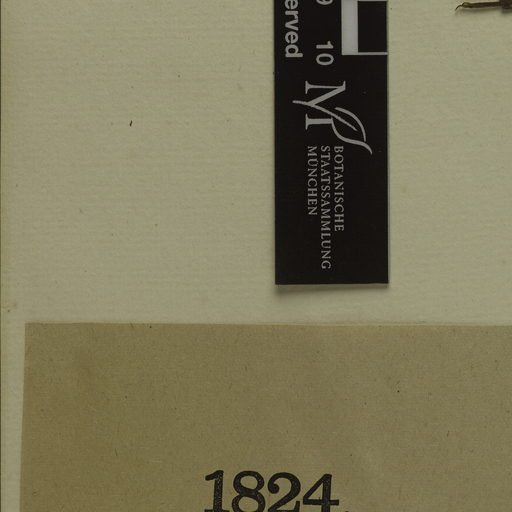 9 10
erved
M
BOTANISCHE
STAATSSAMMLUNG
MÜNCHEN
1824.